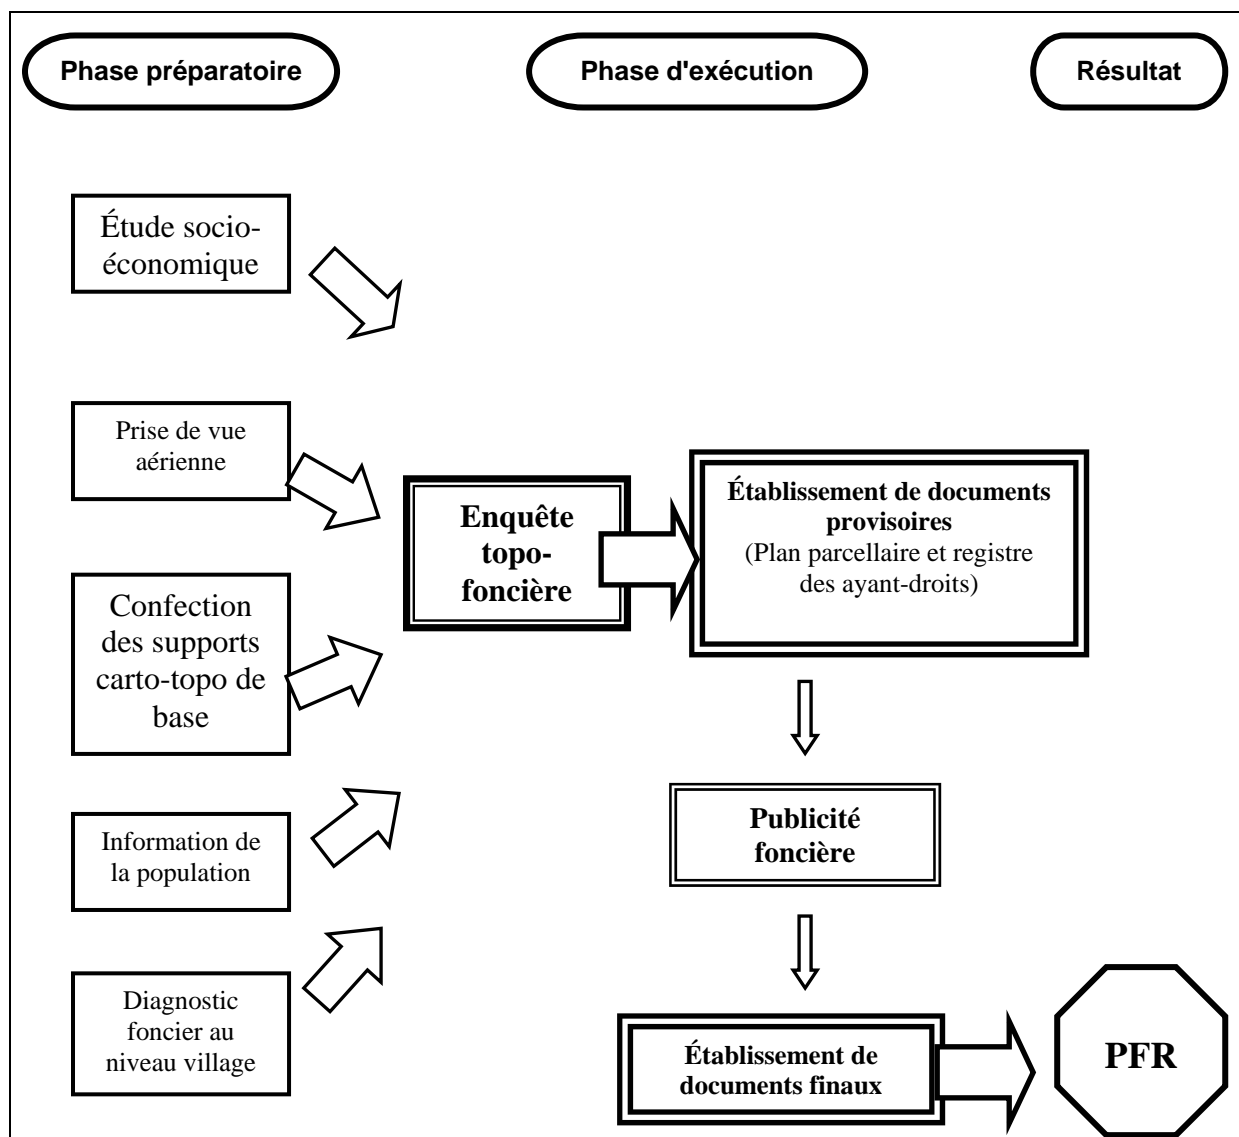 Phase préparatoire
Phase d'exécution
Résultat
Étude socio-
économique
Prise de vue
aérienne
Confection
des supports
carto-topo de
base
Information de
la population
Diagnostic
foncier au
niveau village
Enquête
topo-
foncière
Établissement de documents
provisoires
(Plan parcellaire et registre
des ayant-droits)
Publicité
foncière
Établissement de
documents finaux
PFR